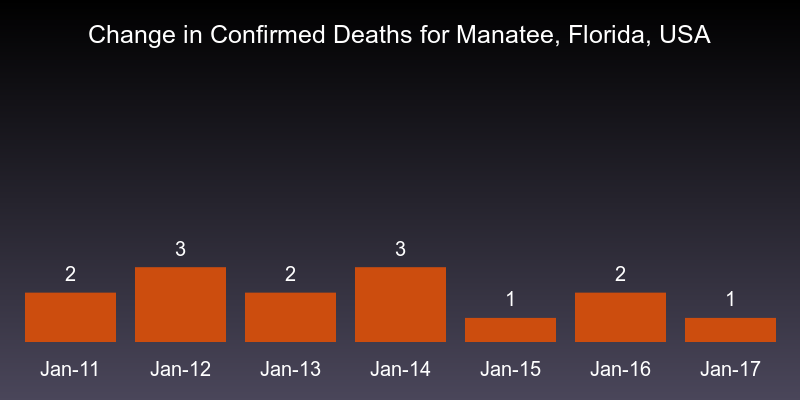 Change in Confirmed Deaths for Manatee, Florida, USA
2 3 2 3 1 2 1
Jan-11 Jan-12 Jan-13 Jan-14 Jan-15 Jan-16 Jan-17